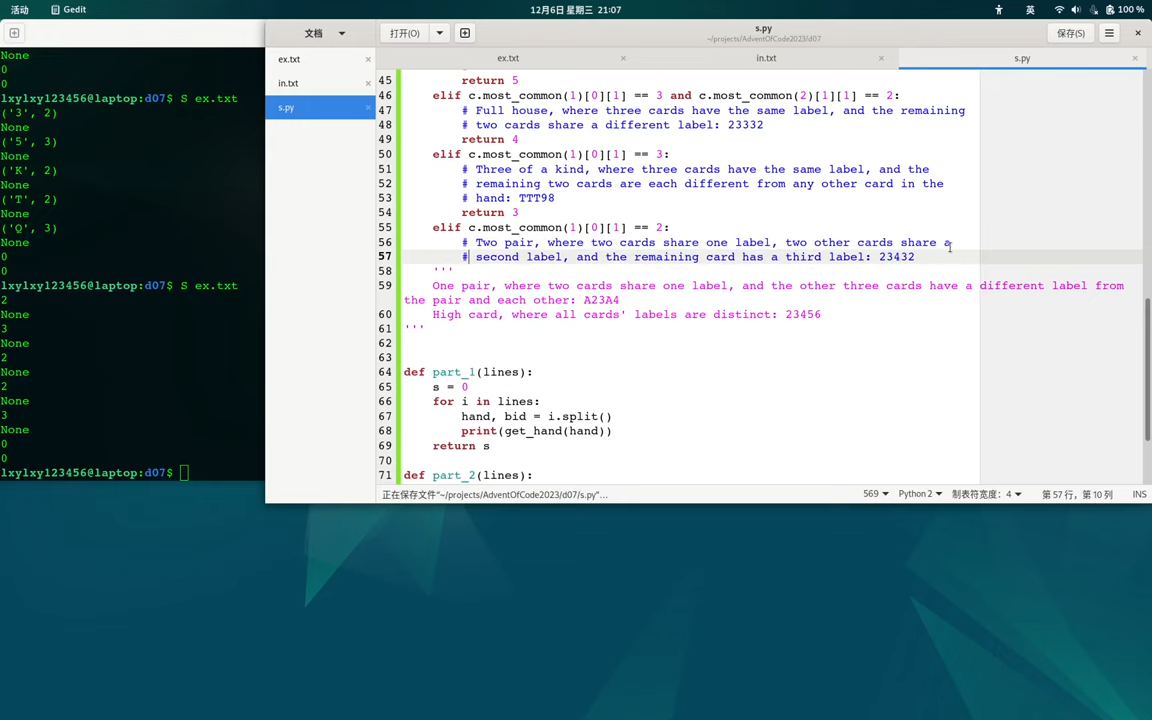 活动 Gedit 12月6日 星期三 21:07 英 100 %
文档 打开(O) s.py ~/projects/AdventOfCode2023/d07 保存(S)
ex.txt in.txt s.py
ex.txt
in.txt
s.py
None
0
0
lxylxy123456@laptop:d07$ S ex.txt
('3', 2)
None
('5', 3)
None
('K', 2)
None
('T', 2)
None
('Q', 3)
None
0
0
lxylxy123456@laptop:d07$ S ex.txt
2
None
3
None
2
None
2
None
3
None
0
0
lxylxy123456@laptop:d07$
45 return 5
46 elif c.most_common(1)[0][1] == 3 and c.most_common(2)[1][1] == 2:
47 # Full house, where three cards have the same label, and the remaining
48 # two cards share a different label: 23332
49 return 4
50 elif c.most_common(1)[0][1] == 3:
51 # Three of a kind, where three cards have the same label, and the
52 # remaining two cards are each different from any other card in the
53 # hand: TTT98
54 return 3
55 elif c.most_common(1)[0][1] == 2:
56 # Two pair, where two cards share one label, two other cards share a
57 # second label, and the remaining card has a third label: 23432
58 '''
59 One pair, where two cards share one label, and the other three cards have a different label from
the pair and each other: A23A4
60 High card, where all cards' labels are distinct: 23456
61 '''
62
63
64 def part_1(lines):
65 s = 0
66 for i in lines:
67 hand, bid = i.split()
68 print(get_hand(hand))
69 return s
70
71 def part_2(lines):
正在保存文件“~/projects/AdventOfCode2023/d07/s.py”... 569 Python 2 制表符宽度：4 第 57 行，第 10 列 INS